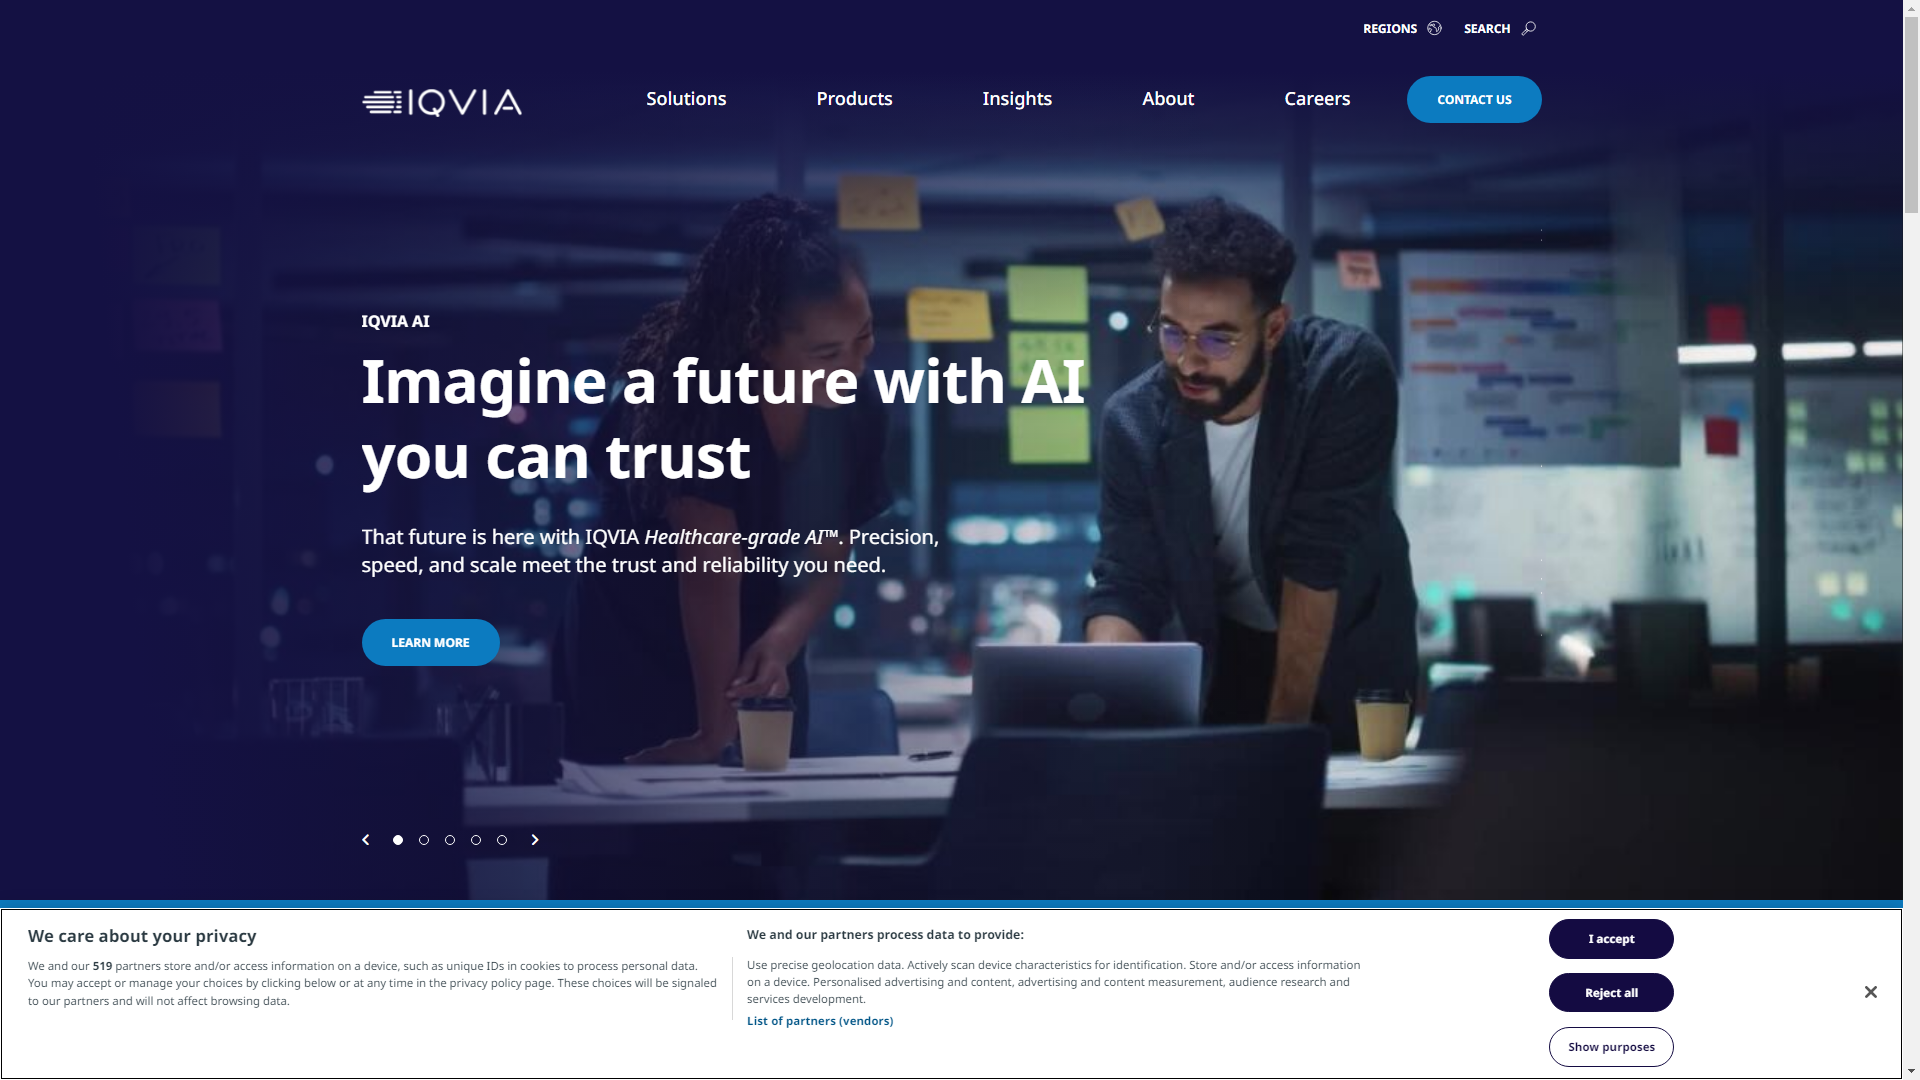 REGIONS
SEARCH
IQVIA
Solutions
Products
Insights
About
Careers
CONTACT US
IQVIA AI
Imagine a future with AI
you can trust
That future is here with IQVIA Healthcare-grade AI™. Precision,
speed, and scale meet the trust and reliability you need.
LEARN MORE
We care about your privacy
We and our 519 partners store and/or access information on a device, such as unique IDs in cookies to process personal data.
You may accept or manage your choices by clicking below or at any time in the privacy policy page. These choices will be signaled
to our partners and will not affect browsing data.
We and our partners process data to provide:
Use precise geolocation data. Actively scan device characteristics for identification. Store and/or access information
on a device. Personalised advertising and content, advertising and content measurement, audience research and
services development.
List of partners (vendors)
I accept
Reject all
Show purposes